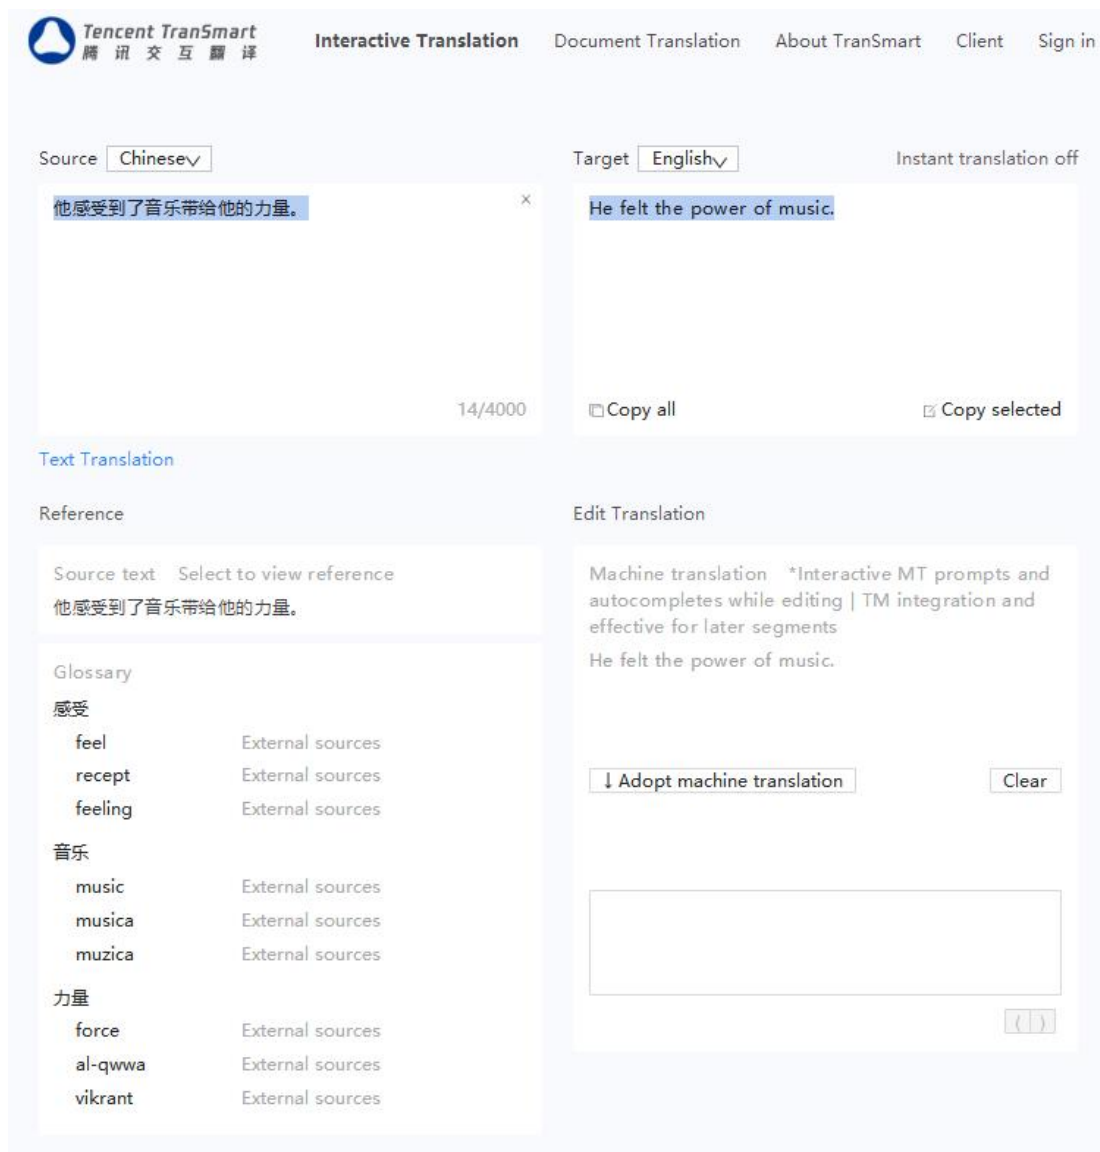 Tencent TranSmart
腾讯交互翻译
Interactive Translation Document Translation About TranSmart Client Sign in
Source Chinese
Target English Instant translation off
他感受到了音乐带给他的力量。 ×
He felt the power of music.
14/4000
Copy all Copy selected
Text Translation
Reference
Edit Translation
Source text Select to view reference
他感受到了音乐带给他的力量。
Machine translation *Interactive MT prompts and
autocompletes while editing | TM integration and
effective for later segments
He felt the power of music.
↓ Adopt machine translation Clear
⟨ | ⟩
Glossary
感受
feel External sources
recept External sources
feeling External sources
音乐
music External sources
musica External sources
muzica External sources
力量
force External sources
al-qwwa External sources
vikrant External sources